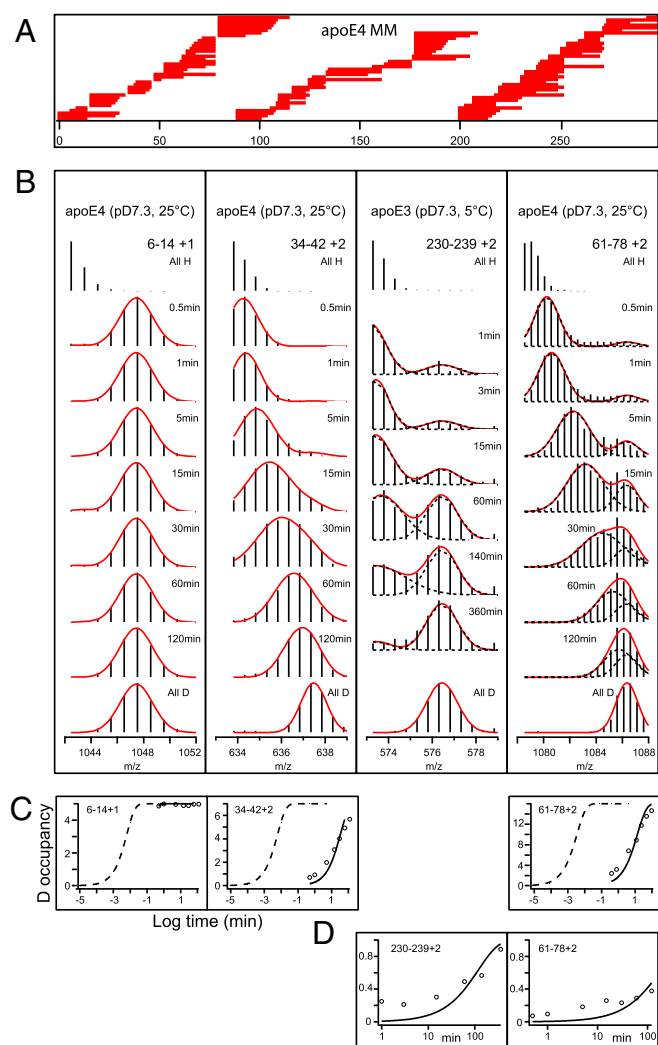 A
apoE4 MM
0 50 100 150 200 250
B
apoE4 (pD7.3, 25°C) apoE4 (pD7.3, 25°C) apoE3 (pD7.3, 5°C) apoE4 (pD7.3, 25°C)
6-14 +1 34-42 +2 230-239 +2 61-78 +2
All H All H All H All H
0.5min 0.5min 0.5min
1min 1min 1min 1min
5min 5min 3min 5min
15min 15min 15min 15min
30min 30min 60min 30min
60min 60min 140min 60min
120min 120min 360min 120min
All D All D All D All D
1044 1048 1052 634 636 638 574 576 578 1080 1084 1088
m/z m/z m/z m/z
C
D occupancy
6-14+1 34-42+2 61-78+2
4 2 0 6 4 2 0 12 8 4 0
-5 -3 -1 1 -5 -3 -1 1 -5 -3 -1 1
Log time (min)
D
230-239+2 61-78+2
0.8 0.4 0 0.8 0.4 0
1 10 100 1 10 100
min min